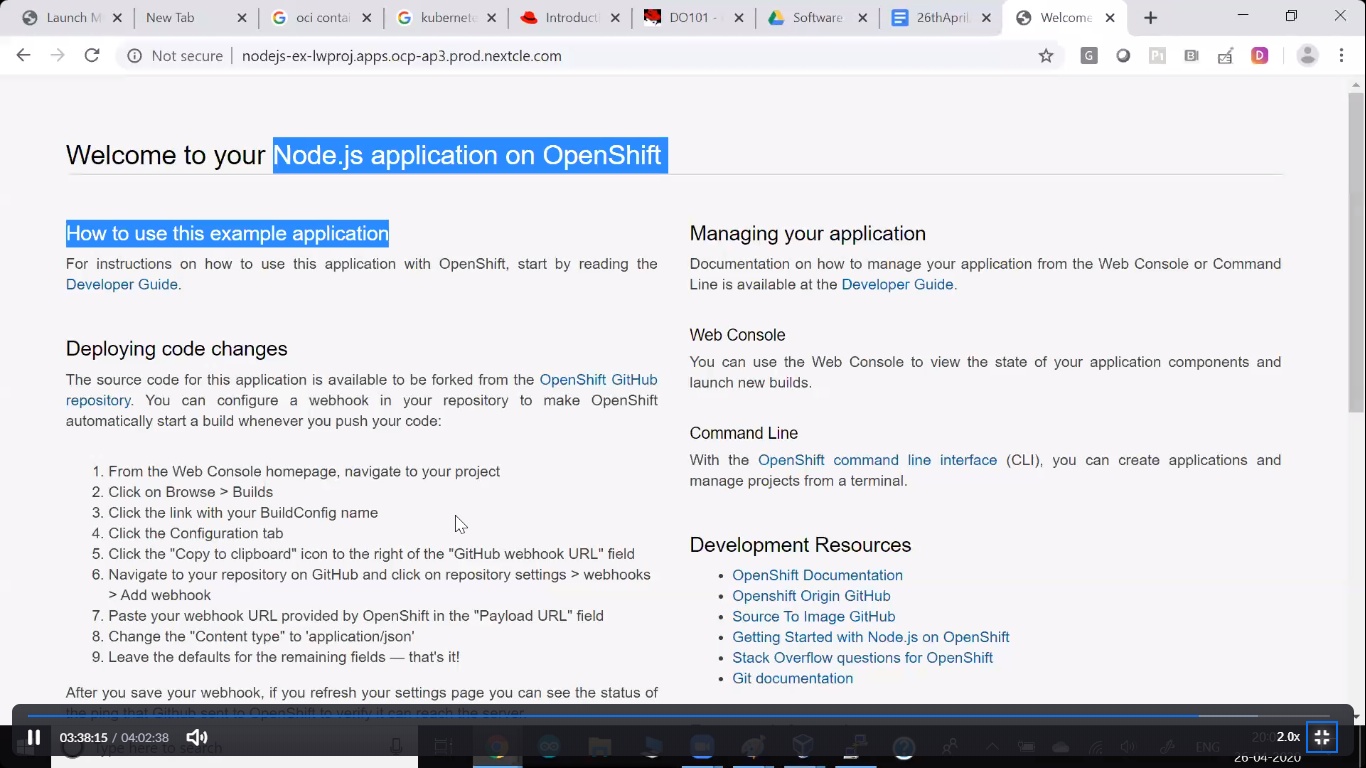 Launch M
New Tab
oci contai
kubernete
Introducti
DO101 -
Software
26thApril
Welcome
Not secure
nodejs-ex-lwproj.apps.ocp-ap3.prod.nextcle.com
Welcome to your Node.js application on OpenShift
How to use this example application
For instructions on how to use this application with OpenShift, start by reading the
Developer Guide.
Deploying code changes
The source code for this application is available to be forked from the OpenShift GitHub
repository. You can configure a webhook in your repository to make OpenShift
automatically start a build whenever you push your code:
1. From the Web Console homepage, navigate to your project
2. Click on Browse > Builds
3. Click the link with your BuildConfig name
4. Click the Configuration tab
5. Click the "Copy to clipboard" icon to the right of the "GitHub webhook URL" field
6. Navigate to your repository on GitHub and click on repository settings > webhooks
> Add webhook
7. Paste your webhook URL provided by OpenShift in the "Payload URL" field
8. Change the "Content type" to 'application/json'
9. Leave the defaults for the remaining fields — that's it!
After you save your webhook, if you refresh your settings page you can see the status of
the ping that Github sent to OpenShift to verify it can reach the server.
Managing your application
Documentation on how to manage your application from the Web Console or Command
Line is available at the Developer Guide.
Web Console
You can use the Web Console to view the state of your application components and
launch new builds.
Command Line
With the OpenShift command line interface (CLI), you can create applications and
manage projects from a terminal.
Development Resources
• OpenShift Documentation
• Openshift Origin GitHub
• Source To Image GitHub
• Getting Started with Node.js on OpenShift
• Stack Overflow questions for OpenShift
• Git documentation
03:38:15 / 04:02:38
Type here to search
ENG
2.0x
26-04-2020